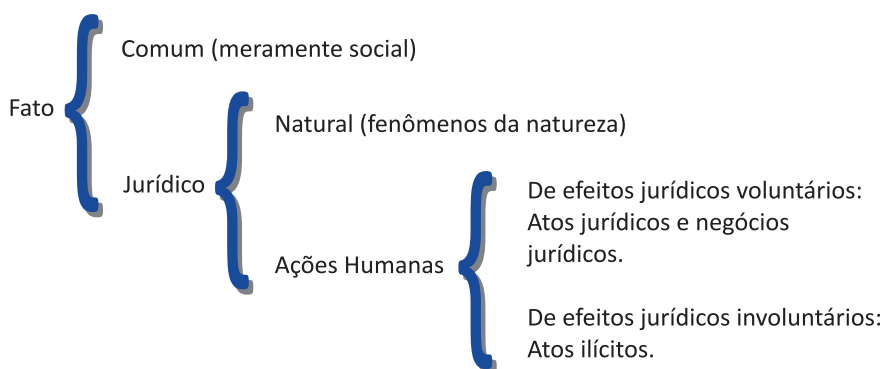 Comum (meramente social)
Fato
Natural (fenômenos da natureza)
Jurídico
De efeitos jurídicos voluntários:
Atos jurídicos e negócios
jurídicos.
Ações Humanas
De efeitos jurídicos involuntários:
Atos ilícitos.